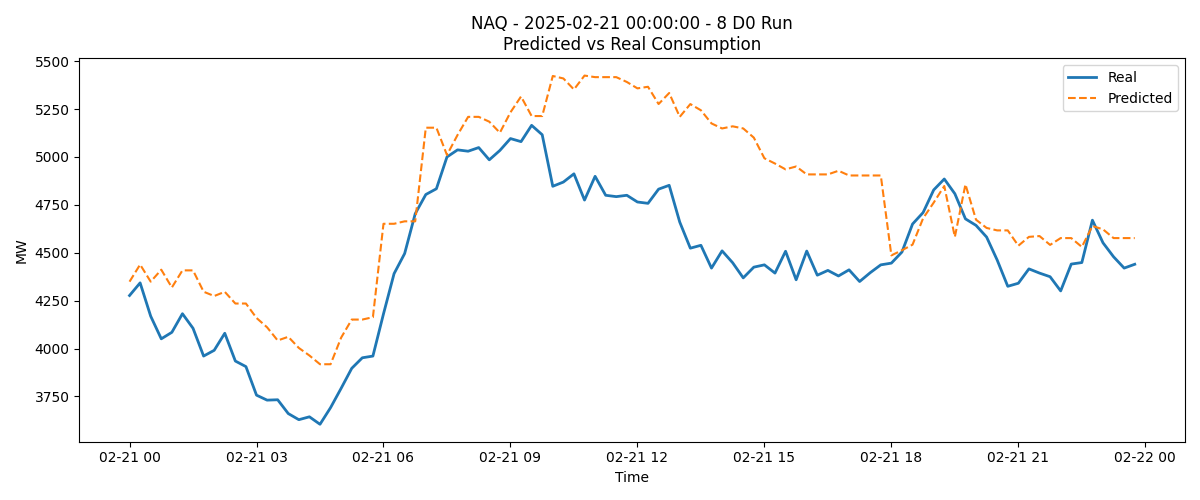 NAQ - 2025-02-21 00:00:00 - 8 D0 Run
Predicted vs Real Consumption
Real
Predicted
MW
5500
5250
5000
4750
4500
4250
4000
3750
02-21 00
02-21 03
02-21 06
02-21 09
02-21 12
02-21 15
02-21 18
02-21 21
02-22 00
Time